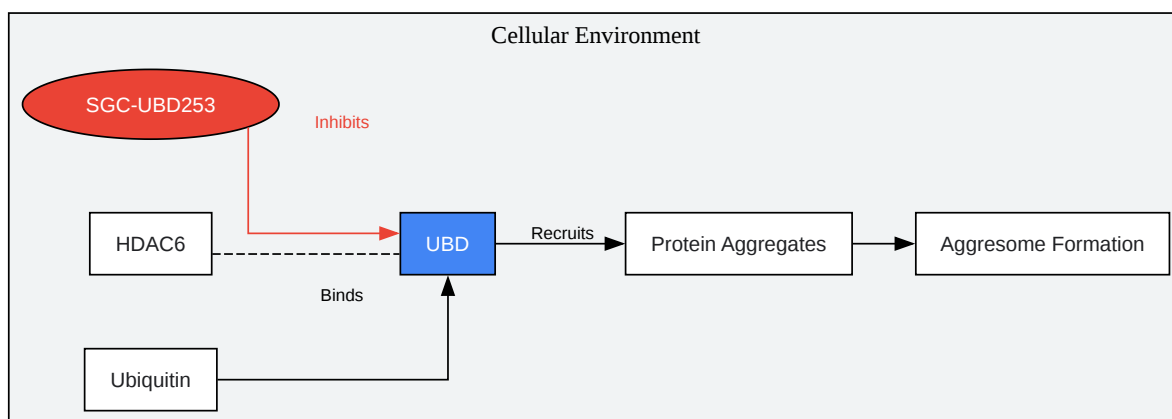 Cellular Environment
SGC-UBD253
Inhibits
HDAC6
UBD
Recruits
Protein Aggregates
Aggresome Formation
Binds
Ubiquitin